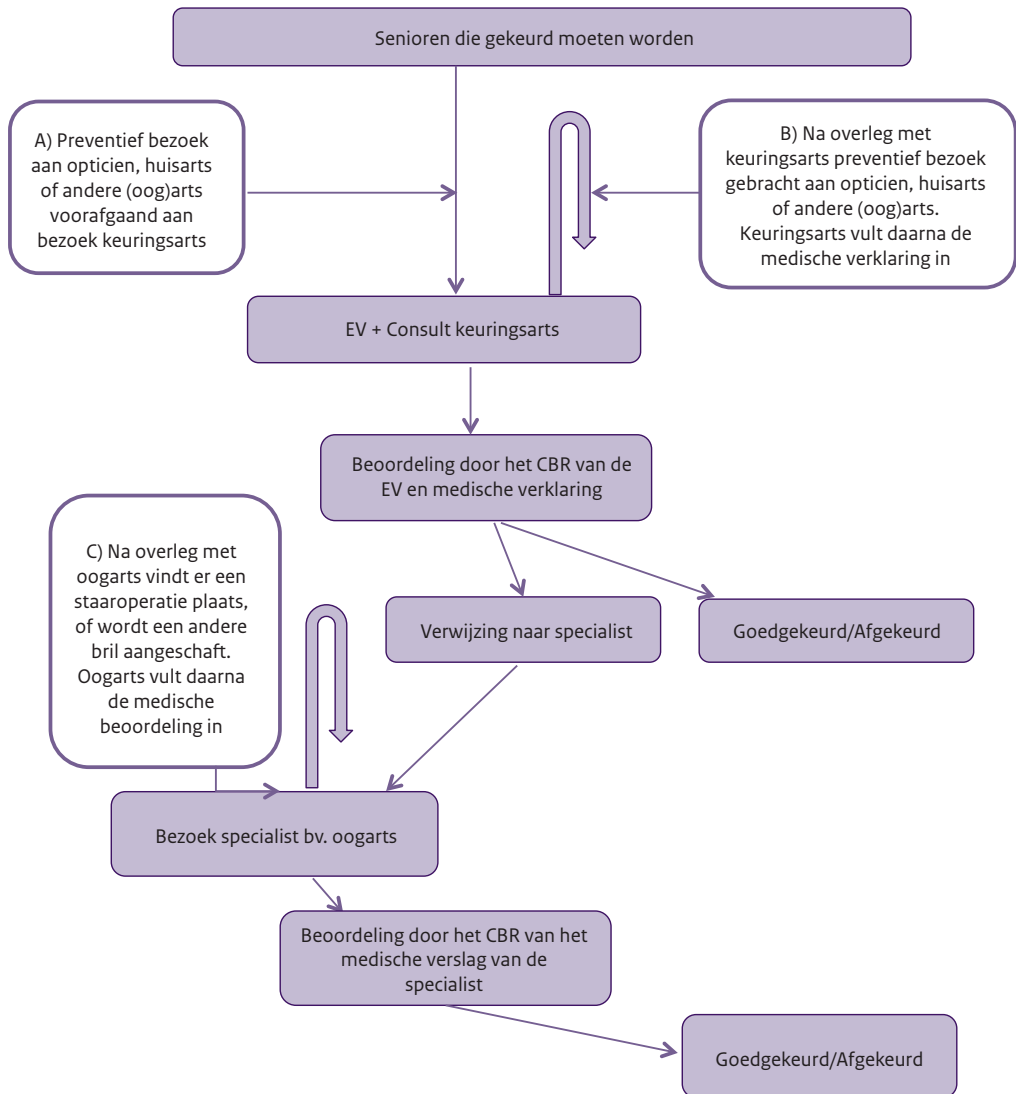 Senioren die gekeurd moeten worden
A) Preventief bezoek
aan opticien, huisarts
of andere (oog)arts
voorafgaand aan
bezoek keuringsarts
B) Na overleg met
keuringsarts preventief bezoek
gebracht aan opticien, huisarts
of andere (oog)arts.
Keuringsarts vult daarna de
medische verklaring in
EV + Consult keuringsarts
Beoordeling door het CBR van de
EV en medische verklaring
C) Na overleg met
oogarts vindt er een
staaroperatie plaats,
of wordt een andere
bril aangeschaft.
Oogarts vult daarna
de medische
beoordeling in
Verwijzing naar specialist
Goedgekeurd/Afgekeurd
Bezoek specialist bv. oogarts
Beoordeling door het CBR van het
medische verslag van de
specialist
Goedgekeurd/Afgekeurd